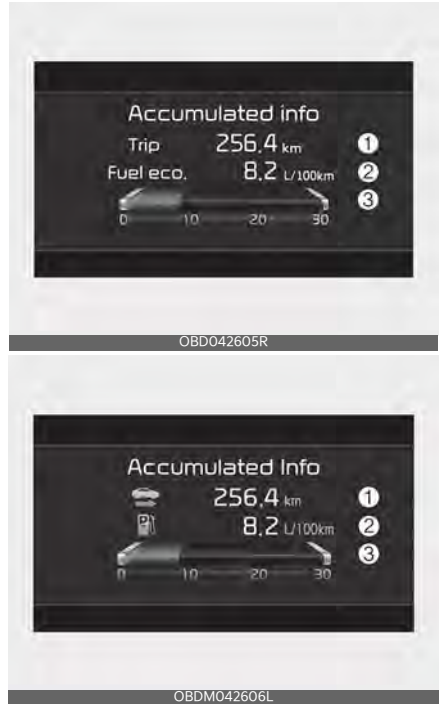 Accumulated info
Trip 256.4 km ①
Fuel eco. 8.2 L/100km ②
③
0 10 20 30
OBD042605R
Accumulated Info
256.4 km ①
8.2 L/100km ②
③
0 10 20 30
OBDM042606L